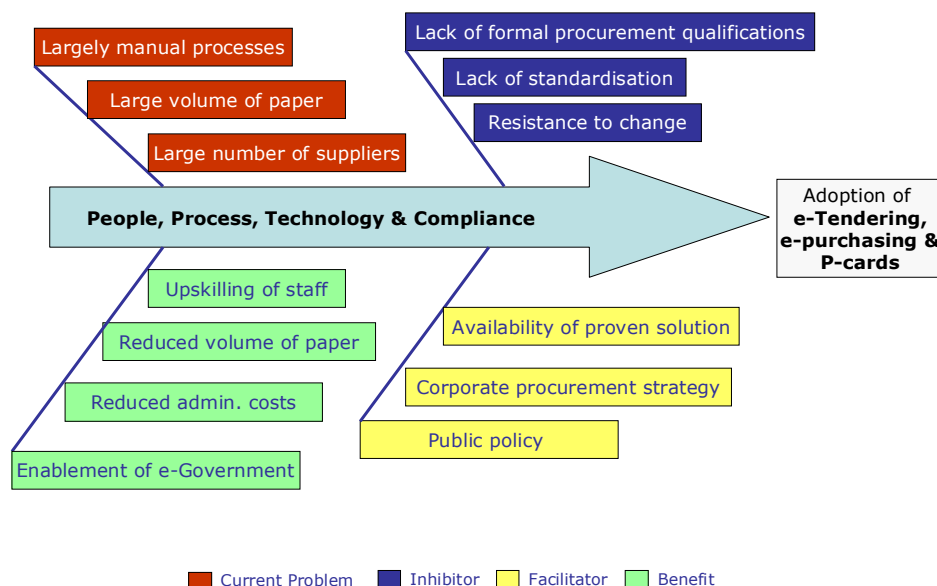 Largely manual processes
Large volume of paper
Large number of suppliers
Lack of formal procurement qualifications
Lack of standardisation
Resistance to change
People, Process, Technology & Compliance
Adoption of
e-Tendering,
e-purchasing &
P-cards
Upskilling of staff
Reduced volume of paper
Reduced admin. costs
Enablement of e-Government
Availability of proven solution
Corporate procurement strategy
Public policy
Current Problem
Inhibitor
Facilitator
Benefit